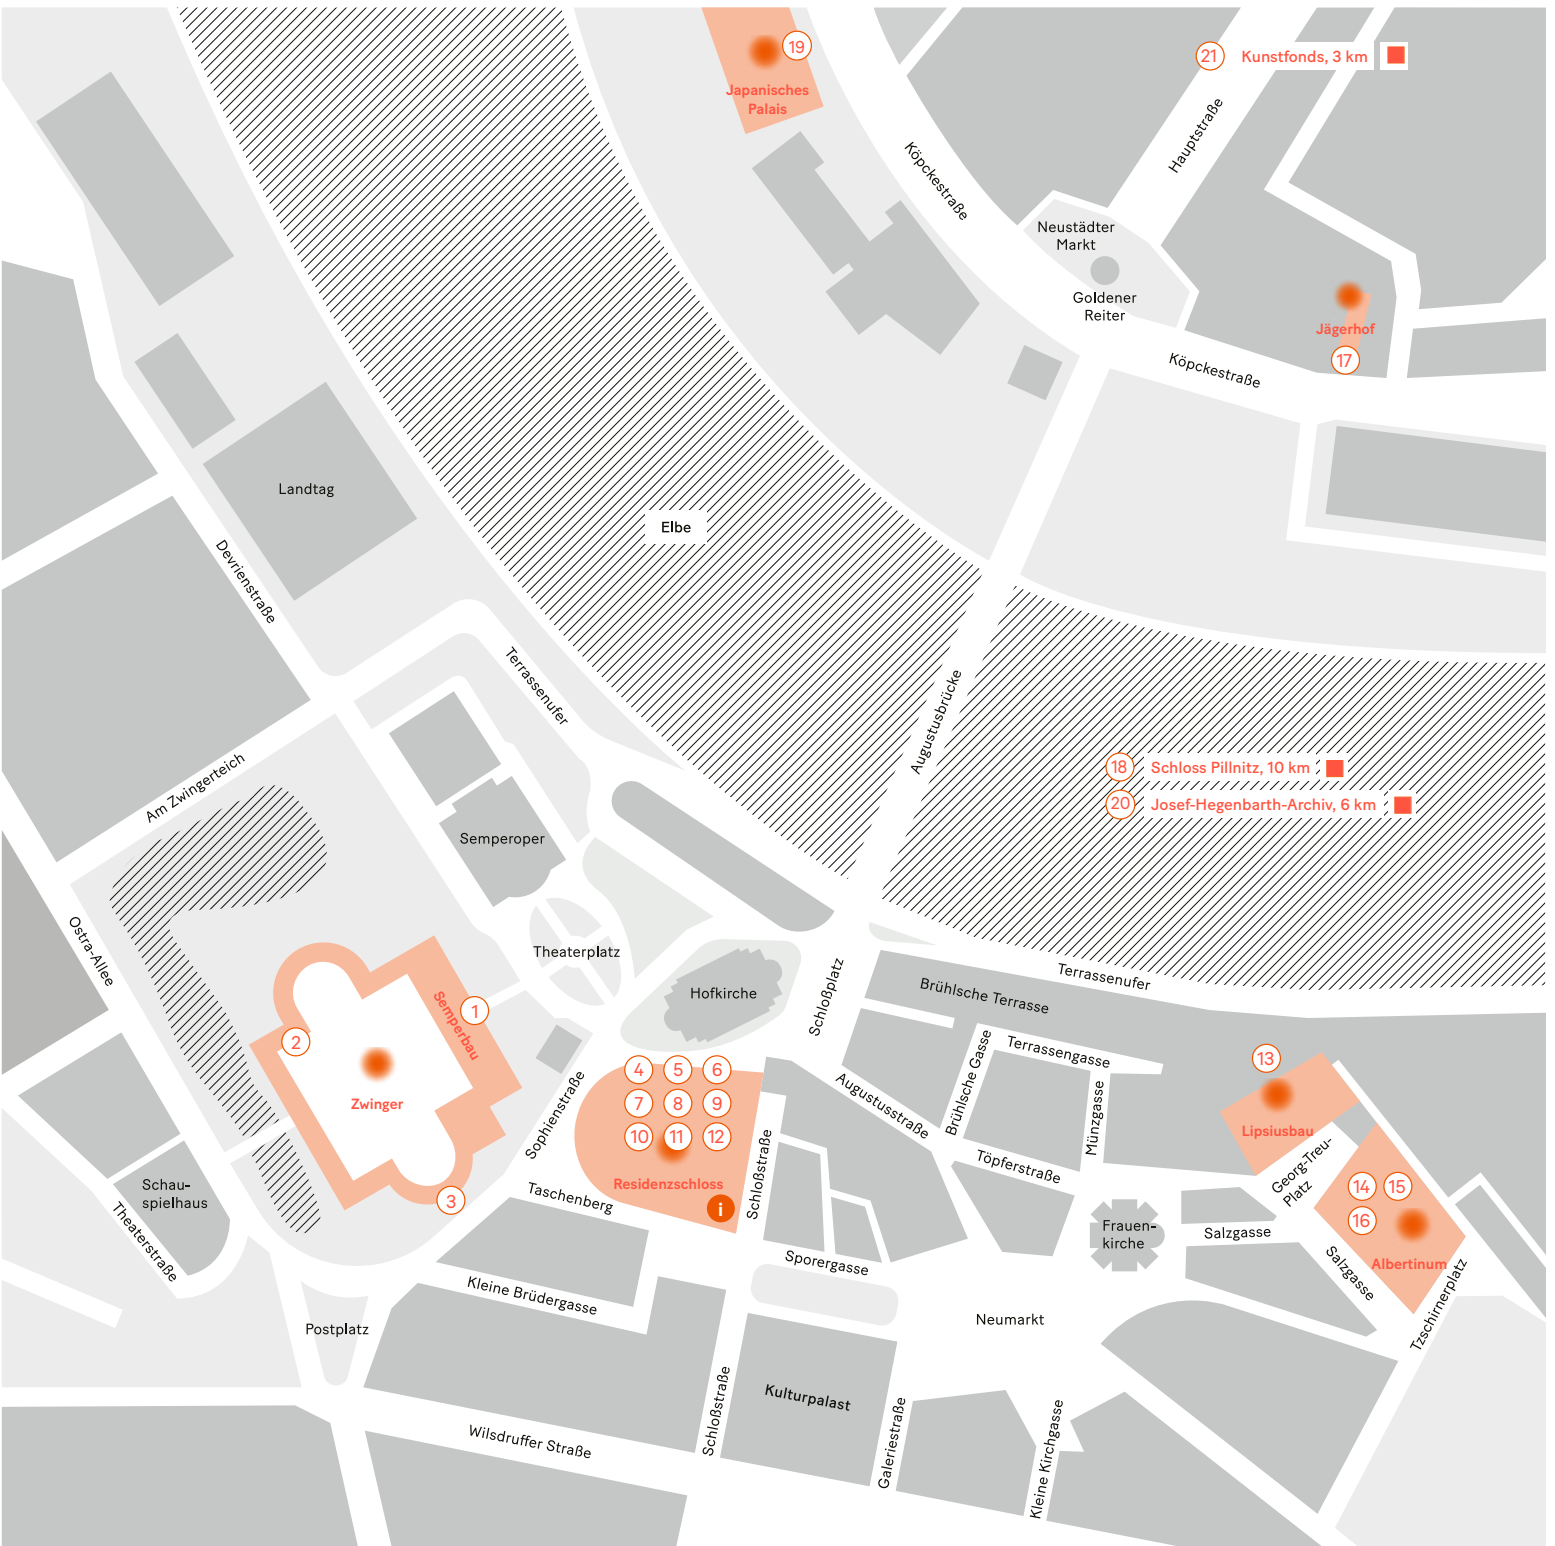 19
Japanisches
Palais
21
Kunstfonds, 3 km
Hauptstraße
Köpckestraße
Neustädter
Markt
Goldener
Reiter
Jägerhof
17
Köpckestraße
Landtag
Elbe
Devrienstraße
Terrassenufer
Augustusbrücke
18
Schloss Pillnitz, 10 km
20
Josef-Hegenbarth-Archiv, 6 km
Am Zwingerteich
Semperoper
Ostra-Allee
Theaterplatz
Hofkirche
Schloßplatz
Terrassenufer
Brühlsche Terrasse
1
Semperbau
2
Zwinger
3
Sophienstraße
4
5
6
7
8
9
10
11
12
Residenzschloss
i
Schloßstraße
Augustusstraße
Brühlsche Gasse
Terrassengasse
Münzgasse
Töpferstraße
13
Lipsiusbau
Georg-Treu-
Platz
14
15
16
Albertinum
Schau-
spielhaus
Theaterstraße
Taschenberg
Frauen-
kirche
Salzgasse
Salzgasse
Tzschirnerplatz
Sporergasse
Kleine Brüdergasse
Postplatz
Neumarkt
Kulturpalast
Schloßstraße
Galeriestraße
Kleine Kirchgasse
Wilsdruffer Straße